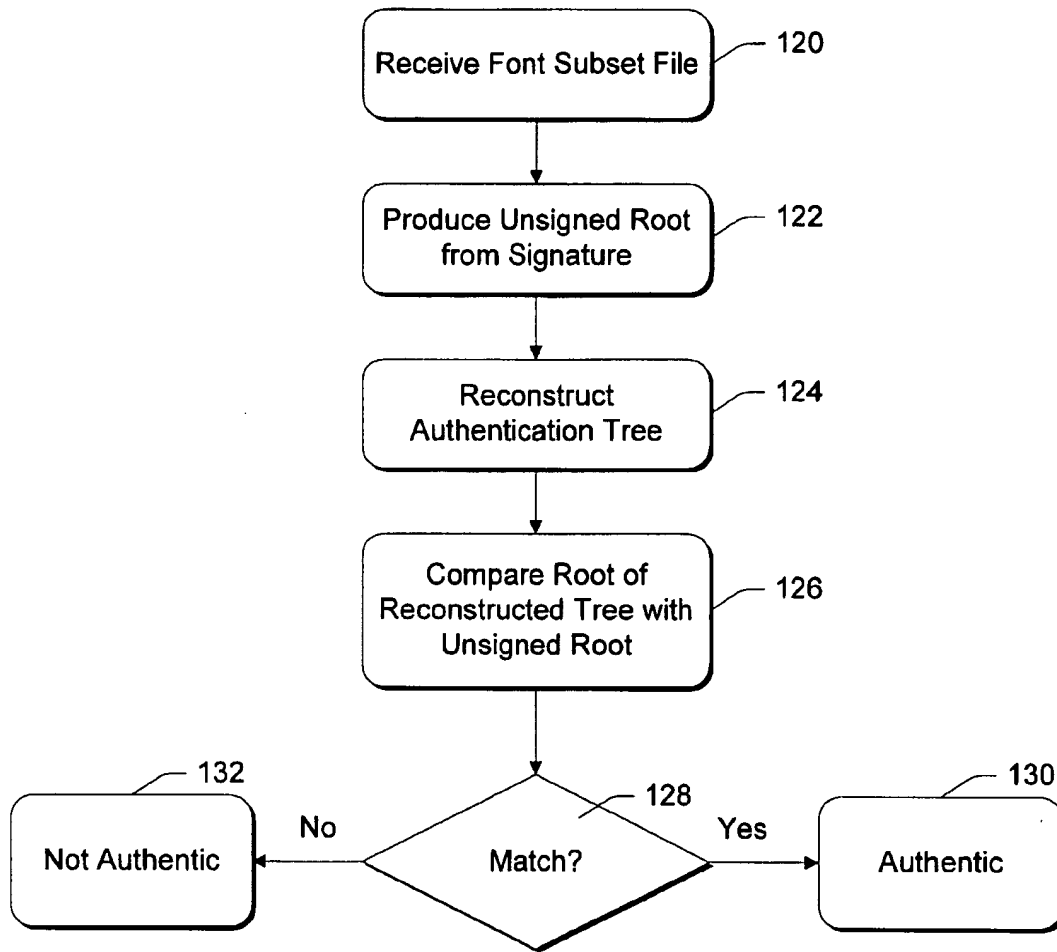 Receive Font Subset File
120
Produce Unsigned Root
from Signature
122
Reconstruct
Authentication Tree
124
Compare Root of
Reconstructed Tree with
Unsigned Root
126
132
128
130
No
Yes
Not Authentic
Match?
Authentic